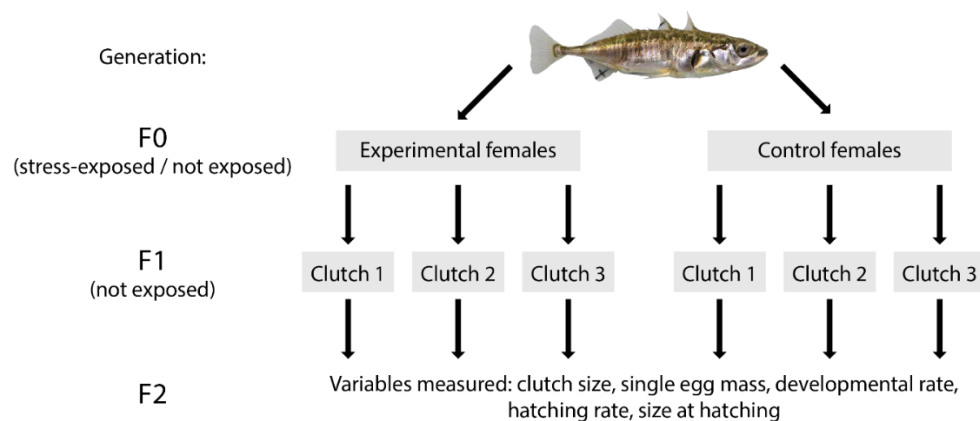 Generation:
F0
(stress-exposed / not exposed)
Experimental females
Control females
F1
(not exposed)
Clutch 1
Clutch 2
Clutch 3
Clutch 1
Clutch 2
Clutch 3
F2
Variables measured: clutch size, single egg mass, developmental rate,
hatching rate, size at hatching